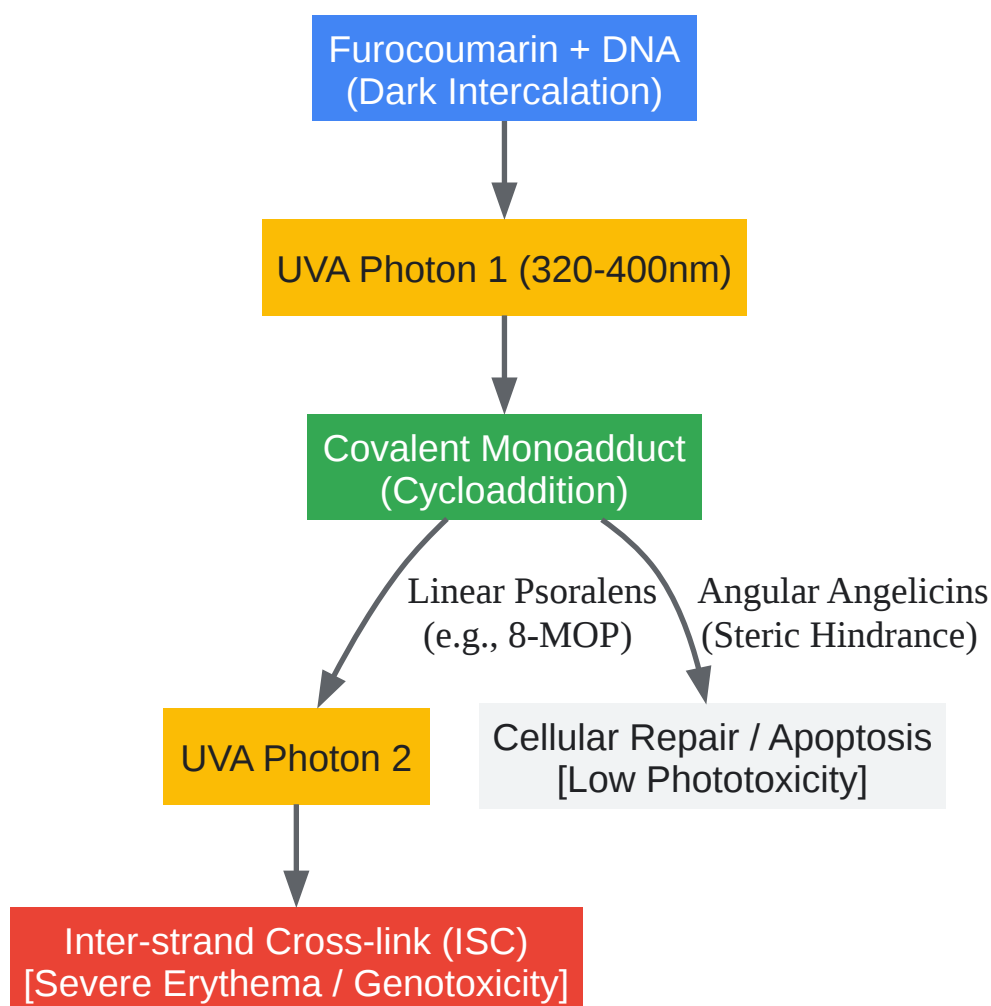 Furocoumarin + DNA
(Dark Intercalation)
UVA Photon 1 (320-400nm)
Covalent Monoadduct
(Cycloaddition)
Linear Psoralens
(e.g., 8-MOP)
Angular Angelicins
(Steric Hindrance)
UVA Photon 2
Cellular Repair / Apoptosis
[Low Phototoxicity]
Inter-strand Cross-link (ISC)
[Severe Erythema / Genotoxicity]